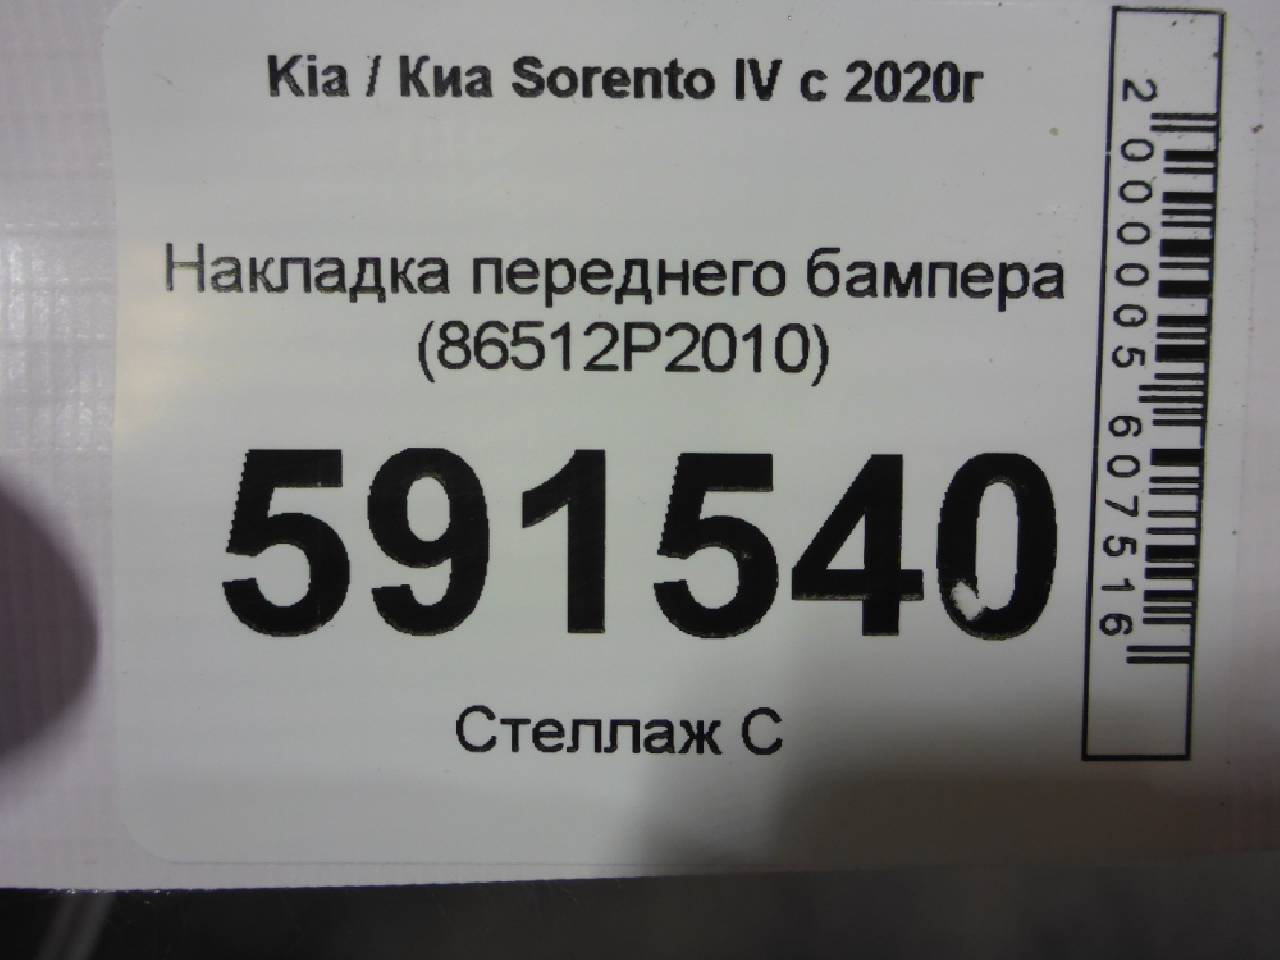 Kia / Киа Sorento IV с 2020г
Накладка переднего бампера
(86512P2010)
591540
Стеллаж С
2000005607516